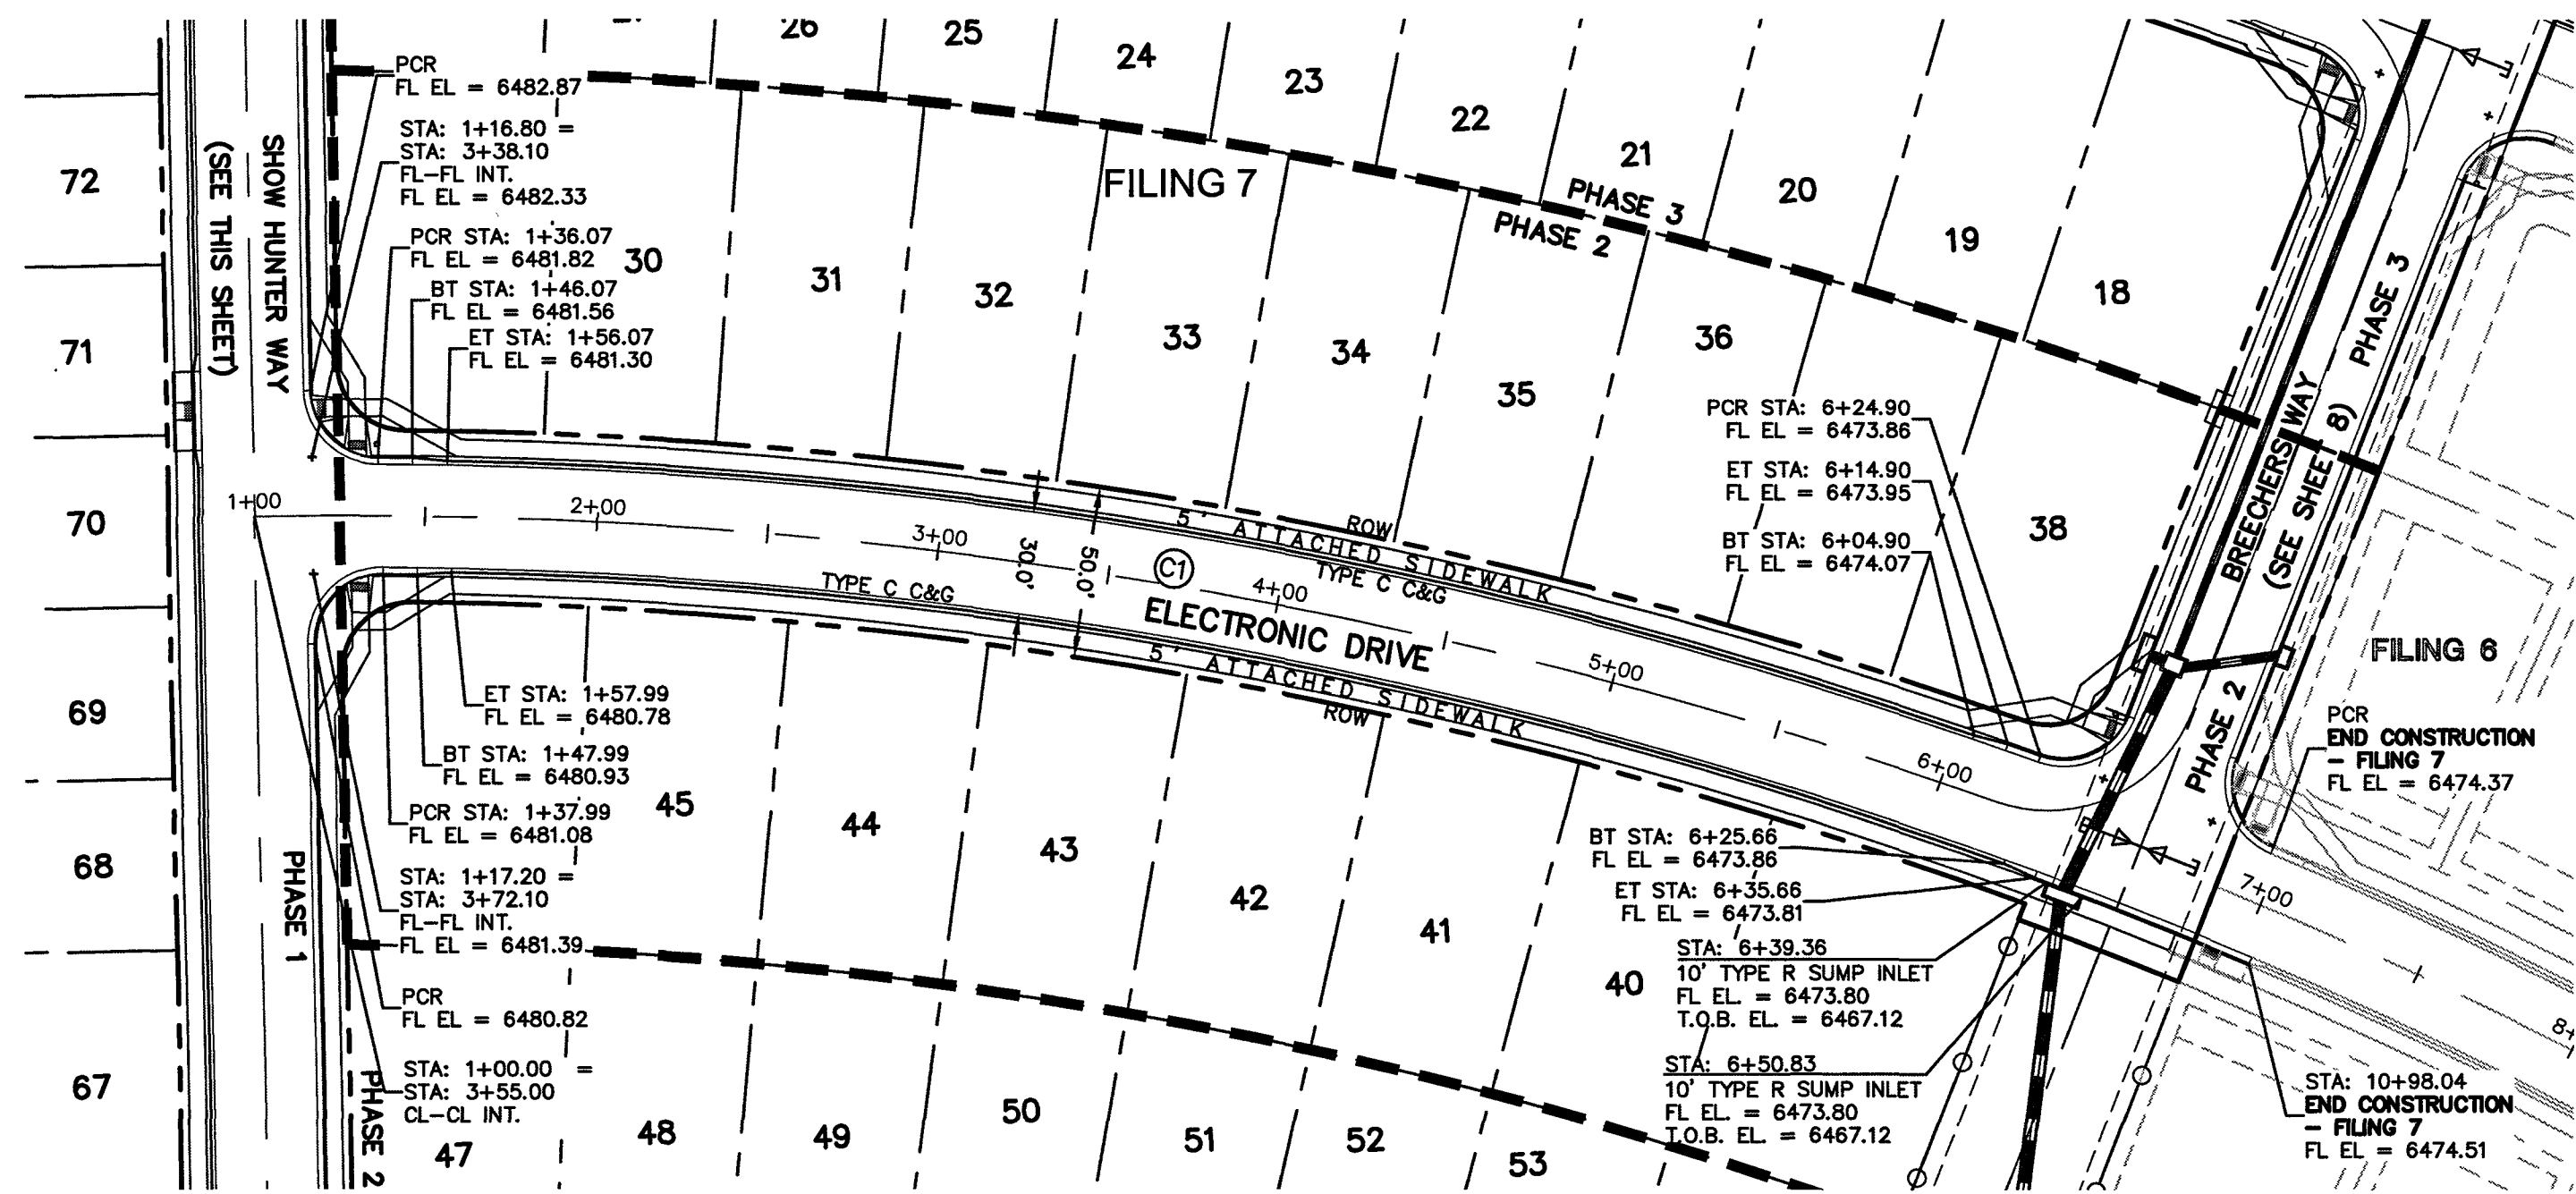 26
25
24
23
22
21
20
19
18
72
71
70
69
68
67
SHOW HUNTER WAY
(SEE THIS SHEET)
PCR
FL EL = 6482.87
STA: 1+16.80 =
STA: 3+38.10
FL-FL INT.
FL EL = 6482.33
PCR STA: 1+36.07
FL EL = 6481.82
BT STA: 1+46.07
FL EL = 6481.56
ET STA: 1+56.07
FL EL = 6481.30
30
31
32
33
34
35
36
38
FILING 7
PHASE 3
PHASE 2
PCR STA: 6+24.90
FL EL = 6473.86
ET STA: 6+14.90
FL EL = 6473.95
BT STA: 6+04.90
FL EL = 6474.07
BREECHERS WAY
(SEE SHEET 8)
PHASE 3
PHASE 2
FILING 6
1+00
2+00
3+00
4+00
5+00
6+00
7+00
8+
30.0'
50.0'
C1
5' ATTACHED SIDEWALK
ROW
TYPE C C&G
TYPE C C&G
ELECTRONIC DRIVE
5' ATTACHED SIDEWALK
ROW
ET STA: 1+57.99
FL EL = 6480.78
BT STA: 1+47.99
FL EL = 6480.93
PCR STA: 1+37.99
FL EL = 6481.08
STA: 1+17.20 =
STA: 3+72.10
FL-FL INT.
FL EL = 6481.39
PCR
FL EL = 6480.82
STA: 1+00.00 =
STA: 3+55.00
CL-CL INT.
PHASE 1
PHASE 2
45
44
43
42
41
40
47
48
49
50
51
52
53
BT STA: 6+25.66
FL EL = 6473.86
ET STA: 6+35.66
FL EL = 6473.81
STA: 6+39.36
10' TYPE R SUMP INLET
FL EL. = 6473.80
T.O.B. EL. = 6467.12
STA: 6+50.83
10' TYPE R SUMP INLET
FL EL. = 6473.80
T.O.B. EL. = 6467.12
PCR
END CONSTRUCTION
- FILING 7
FL EL = 6474.37
STA: 10+98.04
END CONSTRUCTION
- FILING 7
FL EL = 6474.51